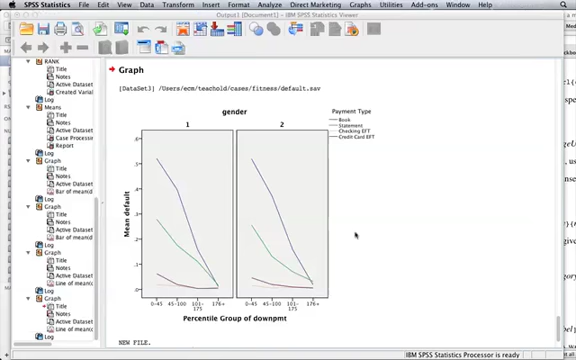 SPSS Statistics File Edit View Data Transform Insert Format Analyze Direct Marketing Graphs Utilities Add-ons Window Help
Output1 [Document1] - IBM SPSS Statistics Viewer
RANK
Title
Notes
Active Dataset
Created Variab
Log
Means
Title
Notes
Active Dataset
Case Processi
Report
Log
Graph
Title
Notes
Active Dataset
Bar of mean(d
Log
Graph
Title
Notes
Active Dataset
Bar of mean(d
Log
Graph
Title
Notes
Active Dataset
Line of mean(
Log
Graph
Title
Notes
Active Dataset
Line of mean(
Log
Graph
[DataSet3] /Users/ecm/teachold/cases/fitness/default.sav
gender
1 2
Payment Type
Book
Statement
Checking EFT
Credit Card EFT
Mean default
.6
.5
.4
.3
.2
.1
.0
0-45 45-100 101-175 176+ 0-45 45-100 101-175 176+
Percentile Group of downpmt
NEW FILE.
IBM SPSS Statistics Processor is ready